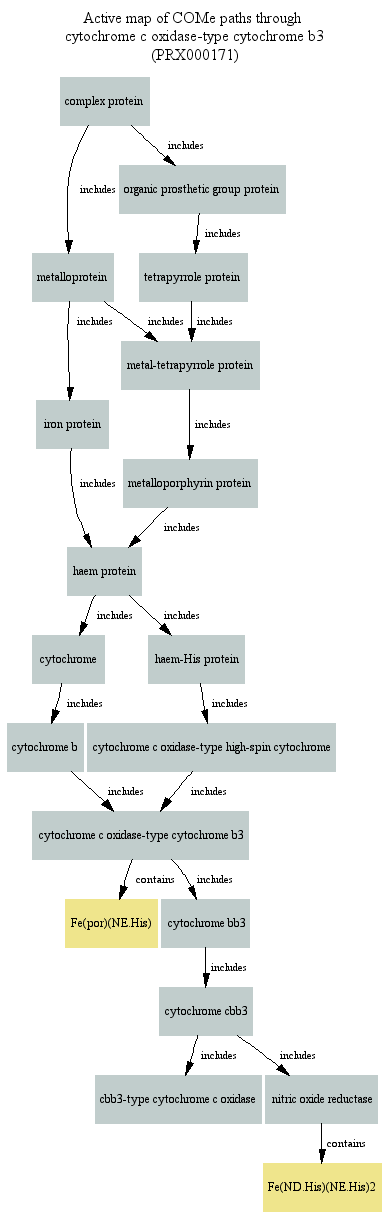 Active map of COMe paths through
cytochrome c oxidase-type cytochrome b3
(PRX000171)
complex protein
includes
organic prosthetic group protein
includes
includes
metalloprotein
tetrapyrrole protein
includes
includes
includes
metal-tetrapyrrole protein
iron protein
includes
metalloporphyrin protein
includes
includes
haem protein
includes
includes
cytochrome
haem-His protein
includes
includes
cytochrome b
cytochrome c oxidase-type high-spin cytochrome
includes
includes
cytochrome c oxidase-type cytochrome b3
contains
includes
Fe(por)(NE.His)
cytochrome bb3
includes
cytochrome cbb3
includes
includes
cbb3-type cytochrome c oxidase
nitric oxide reductase
contains
Fe(ND.His)(NE.His)2